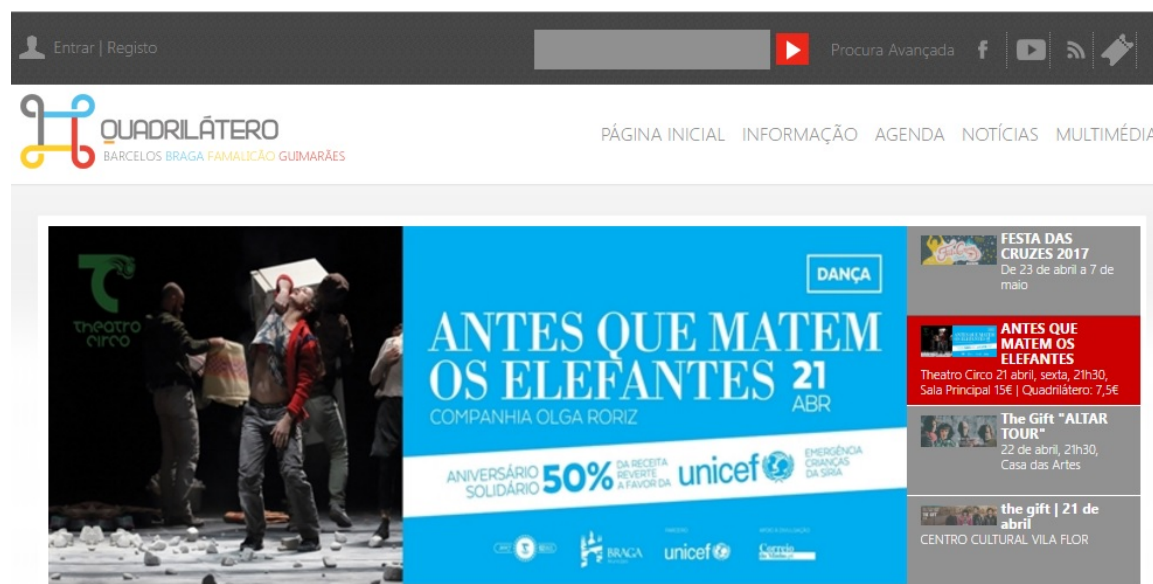 Entrar | Registo
Procura Avançada
QUADRILÁTERO
BARCELOS BRAGA FAMALICÃO GUIMARÃES
PÁGINA INICIAL INFORMAÇÃO AGENDA NOTÍCIAS MULTIMÉDIA
theatro
circo
DANÇA
ANTES QUE MATEM
OS ELEFANTES 21
ABR
COMPANHIA OLGA RORIZ
ANIVERSÁRIO
SOLIDÁRIO
50%
DA RECEITA
REVERTE
A FAVOR DA
unicef
EMERGÊNCIA
CRIANÇAS
DA SÍRIA
BRAGA
unicef
Correio
FESTA DAS
CRUZES 2017
De 23 de abril a 7 de
maio
ANTES QUE
MATEM OS
ELEFANTES
Theatro Circo 21 abril, sexta, 21h30,
Sala Principal 15€ | Quadrilátero: 7,5€
The Gift "ALTAR
TOUR"
22 de abril, 21h30,
Casa das Artes
the gift | 21 de
abril
CENTRO CULTURAL VILA FLOR